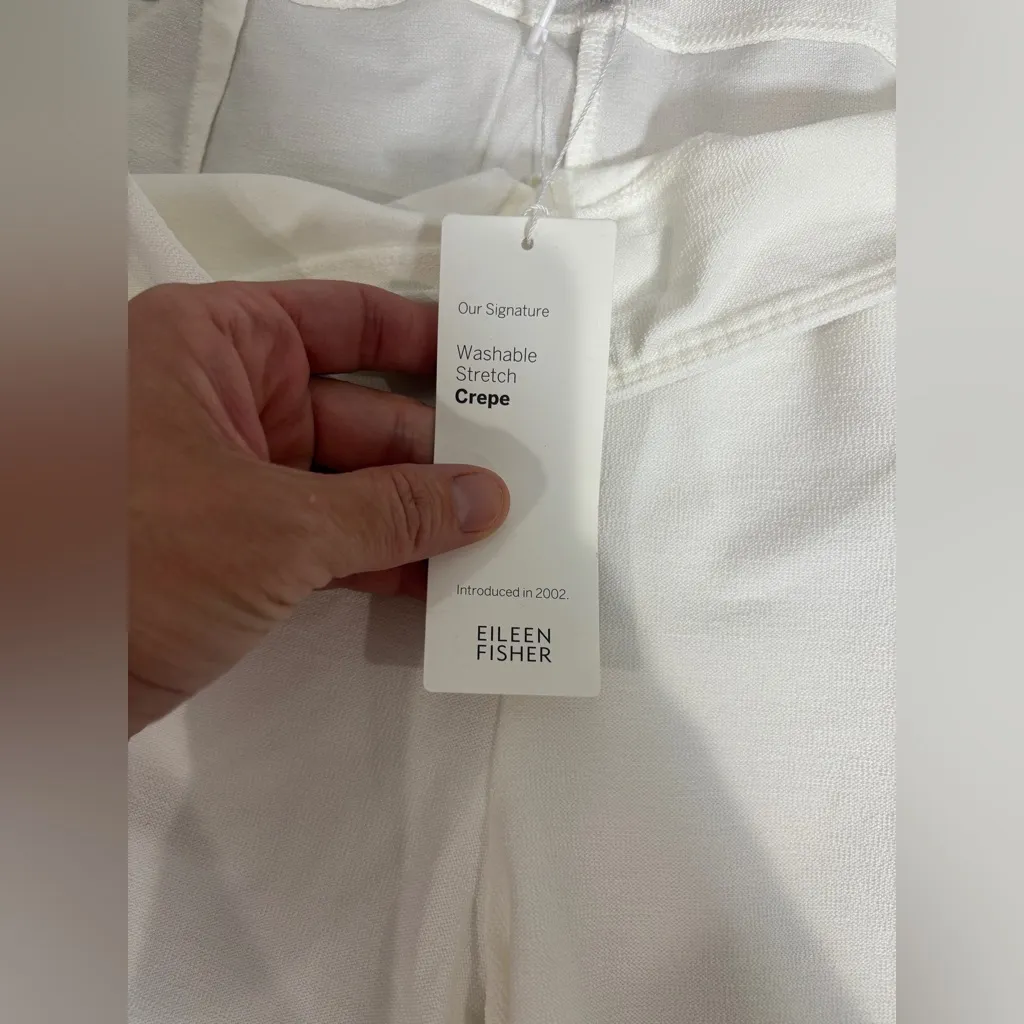 Our Signature
Washable
Stretch
Crepe
Introduced in 2002.
EILEEN
FISHER